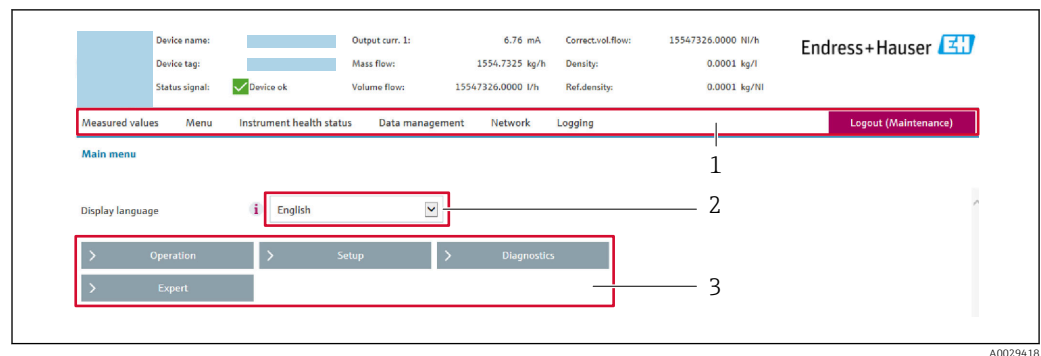 Device name: Output curr. 1: 6.76 mA Correct.vol.flow: 15547326.0000 Nl/h
Endress+Hauser EH
Device tag: Mass flow: 1554.7325 kg/h Density: 0.0001 kg/l
Status signal: Device ok Volume flow: 15547326.0000 l/h Ref.density: 0.0001 kg/Nl
Measured values Menu Instrument health status Data management Network Logging Logout (Maintenance)
1
Main menu
Display language i English 2
> Operation > Setup > Diagnostics
> Expert 3
A0029418